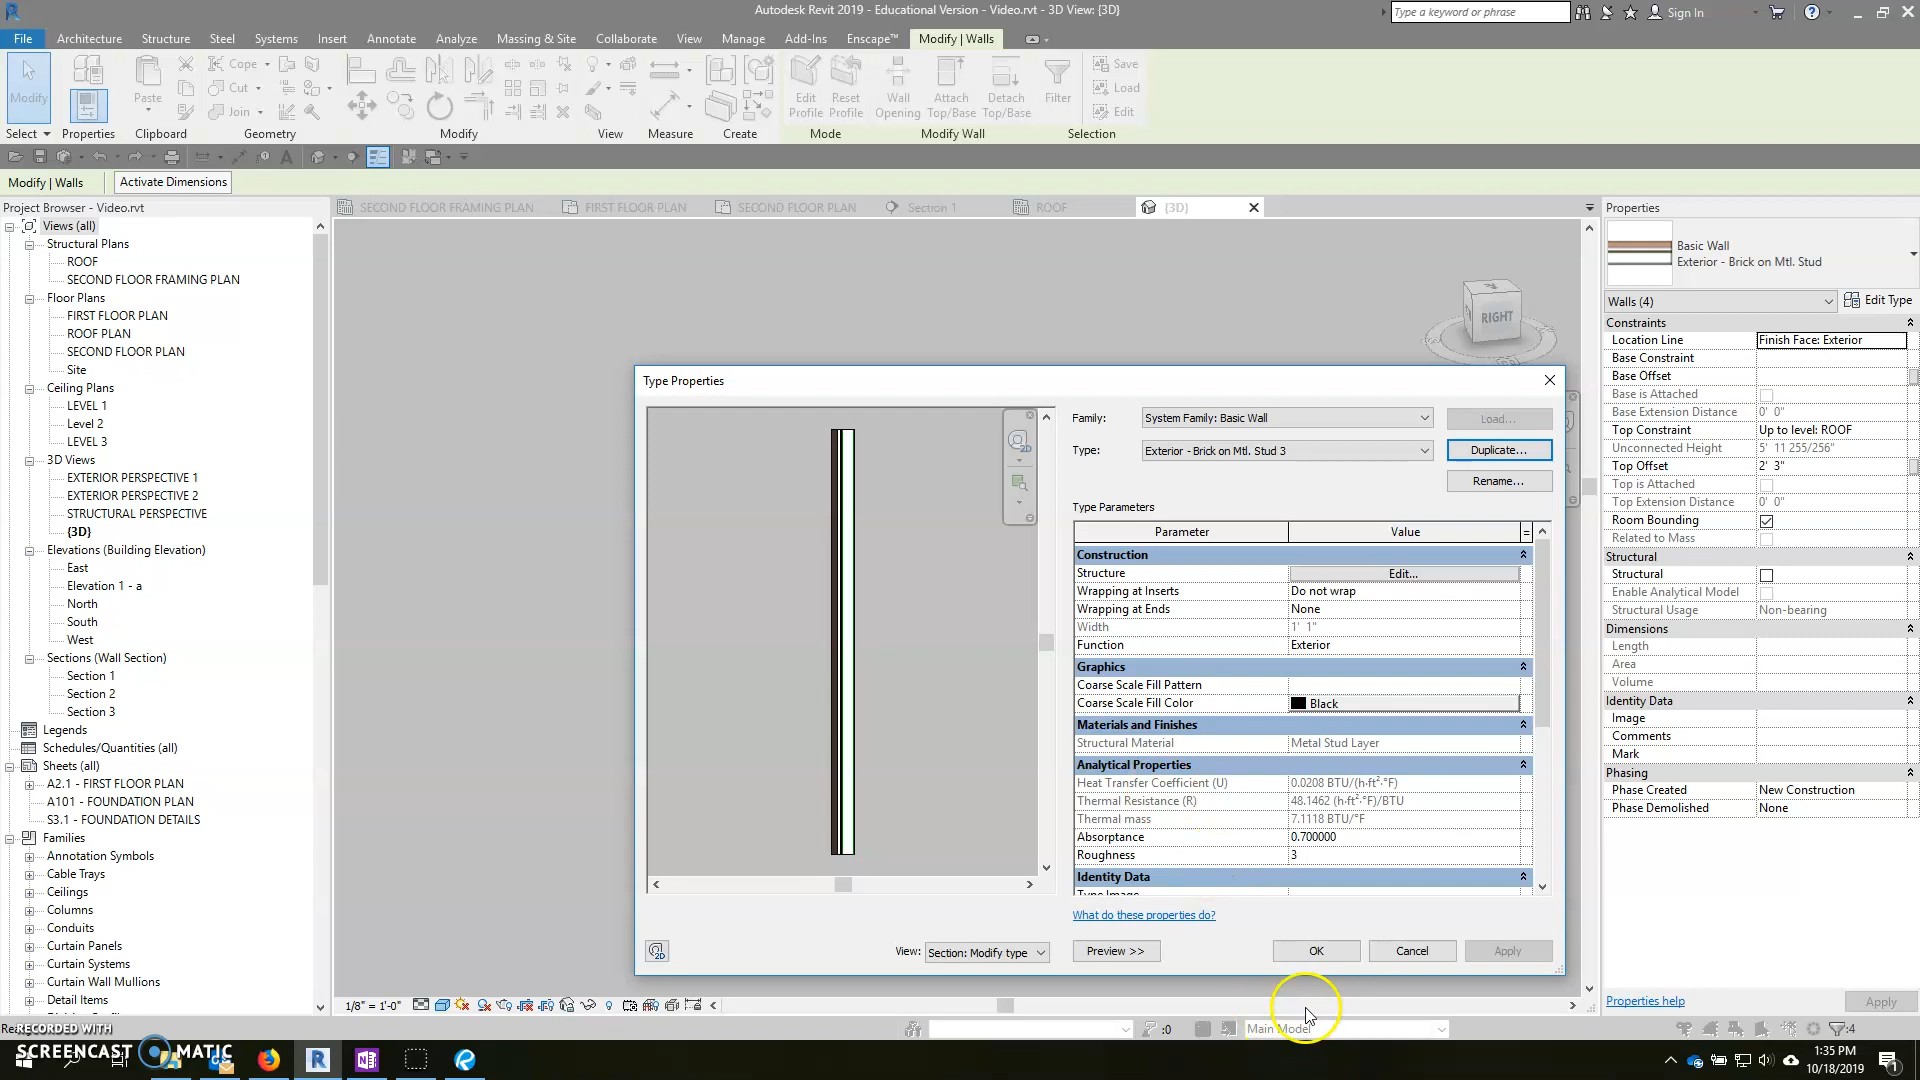 Autodesk Revit 2019 - Educational Version - Video.rvt - 3D View: {3D}
Type a keyword or phrase
Sign In
File Architecture Structure Steel Systems Insert Annotate Analyze Massing & Site Collaborate View Manage Add-Ins Enscape™ Modify | Walls
Modify
Paste
Cope
Cut
Join
Edit Profile
Reset Profile
Wall Opening
Attach Top/Base
Detach Top/Base
Filter
Save
Load
Edit
Select Properties Clipboard Geometry Modify View Measure Create Mode Modify Wall Selection
Modify | Walls Activate Dimensions
Project Browser - Video.rvt
Views (all)
Structural Plans
ROOF
SECOND FLOOR FRAMING PLAN
Floor Plans
FIRST FLOOR PLAN
ROOF PLAN
SECOND FLOOR PLAN
Site
Ceiling Plans
LEVEL 1
Level 2
LEVEL 3
3D Views
EXTERIOR PERSPECTIVE 1
EXTERIOR PERSPECTIVE 2
STRUCTURAL PERSPECTIVE
{3D}
Elevations (Building Elevation)
East
Elevation 1 - a
North
South
West
Sections (Wall Section)
Section 1
Section 2
Section 3
Legends
Schedules/Quantities (all)
Sheets (all)
A2.1 - FIRST FLOOR PLAN
A101 - FOUNDATION PLAN
S3.1 - FOUNDATION DETAILS
Families
Annotation Symbols
Cable Trays
Ceilings
Columns
Conduits
Curtain Panels
Curtain Systems
Curtain Wall Mullions
Detail Items
SECOND FLOOR FRAMING PLAN FIRST FLOOR PLAN SECOND FLOOR PLAN Section 1 ROOF {3D}
RIGHT
Type Properties
Family: System Family: Basic Wall Load...
Type: Exterior - Brick on Mtl. Stud 3 Duplicate...
Rename...
Type Parameters
Parameter Value =
Construction
Structure Edit...
Wrapping at Inserts Do not wrap
Wrapping at Ends None
Width 1' 1"
Function Exterior
Graphics
Coarse Scale Fill Pattern
Coarse Scale Fill Color Black
Materials and Finishes
Structural Material Metal Stud Layer
Analytical Properties
Heat Transfer Coefficient (U) 0.0208 BTU/(h·ft²·°F)
Thermal Resistance (R) 48.1462 (h·ft²·°F)/BTU
Thermal mass 7.1118 BTU/°F
Absorptance 0.700000
Roughness 3
Identity Data
Type Image
What do these properties do?
2D
View: Section: Modify type Preview >> OK Cancel Apply
Properties
Basic Wall
Exterior - Brick on Mtl. Stud
Walls (4) Edit Type
Constraints
Location Line Finish Face: Exterior
Base Constraint
Base Offset
Base is Attached
Base Extension Distance 0' 0"
Top Constraint Up to level: ROOF
Unconnected Height 5' 11 255/256"
Top Offset 2' 3"
Top is Attached
Top Extension Distance 0' 0"
Room Bounding
Related to Mass
Structural
Structural
Enable Analytical Model
Structural Usage Non-bearing
Dimensions
Length
Area
Volume
Identity Data
Image
Comments
Mark
Phasing
Phase Created New Construction
Phase Demolished None
Properties help Apply
1/8" = 1'-0"
:0 Main Model :4
RECORDED WITH
SCREENCAST MATIC
1:35 PM
10/18/2019
1